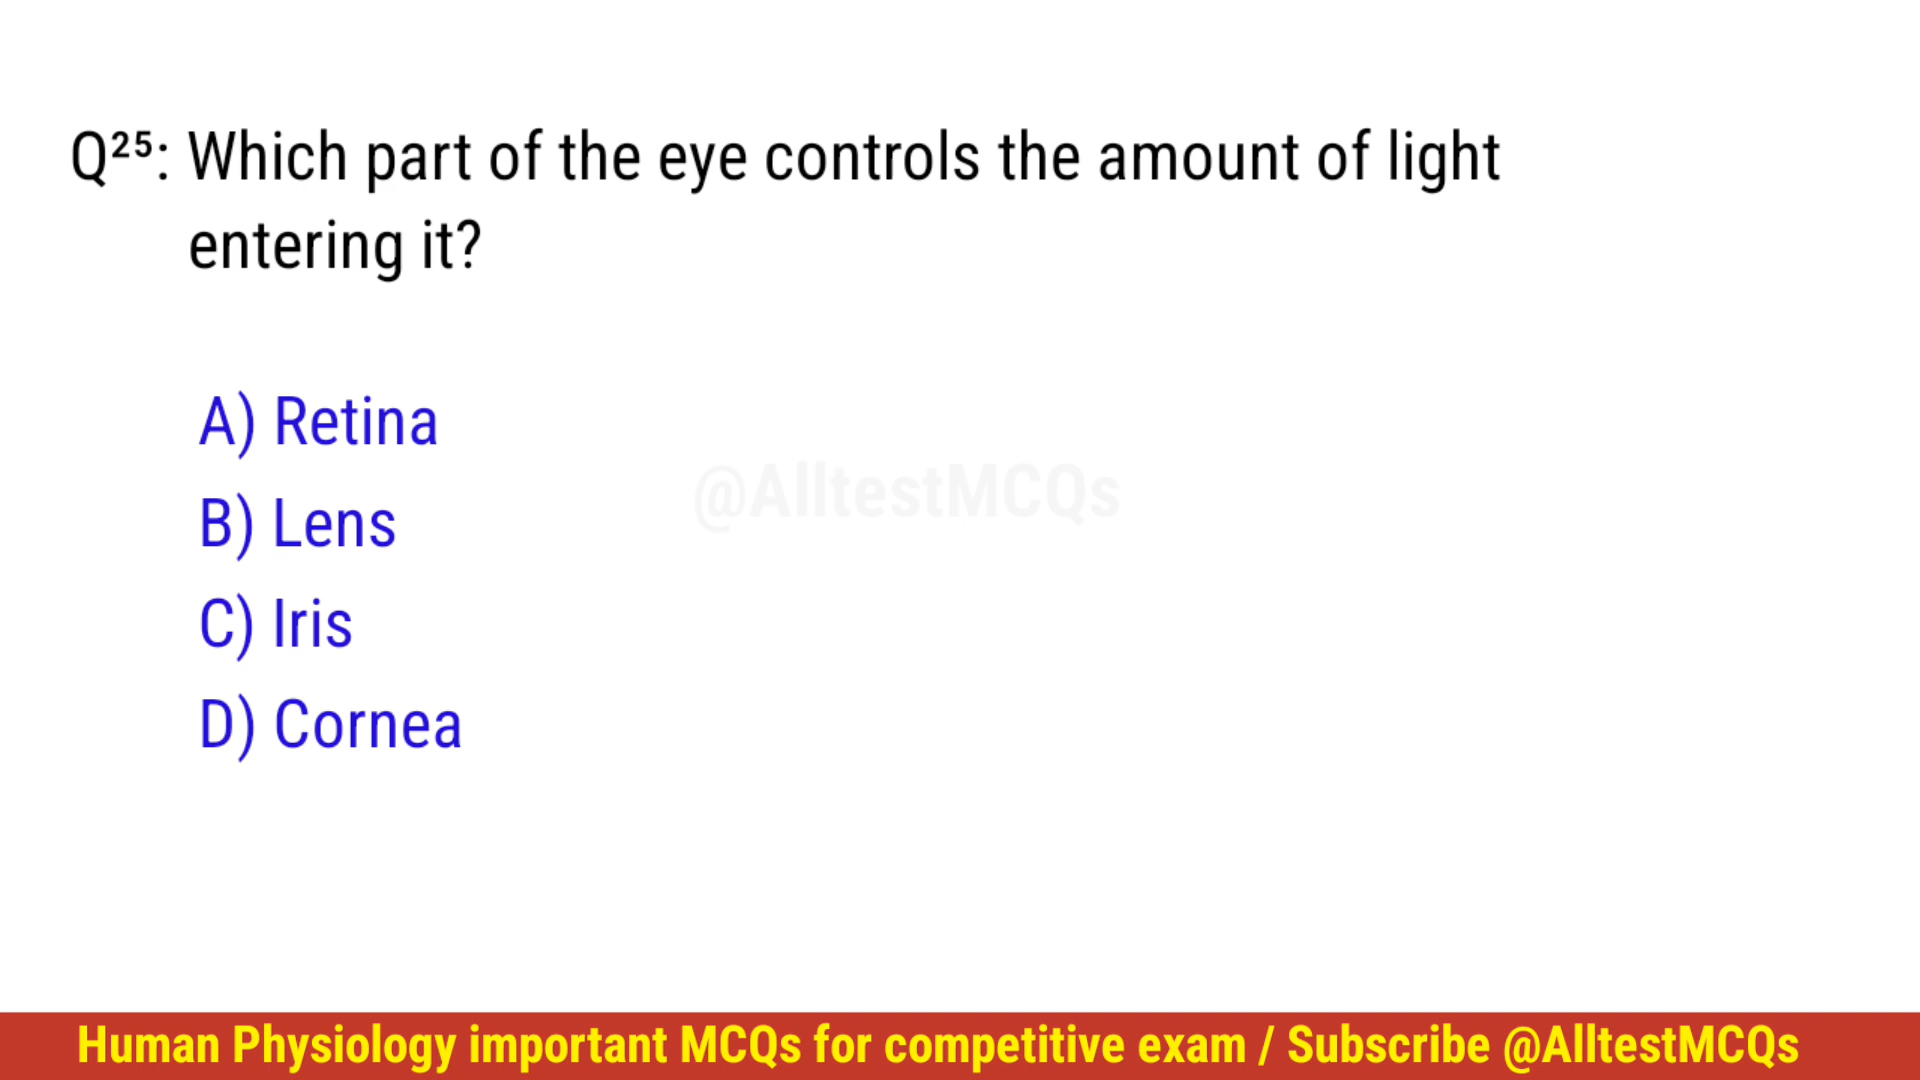 Q²⁵: Which part of the eye controls the amount of light
entering it?
A) Retina
@AlltestMCQs
B) Lens
C) Iris
D) Cornea
Human Physiology important MCQs for competitive exam / Subscribe @AlltestMCQs